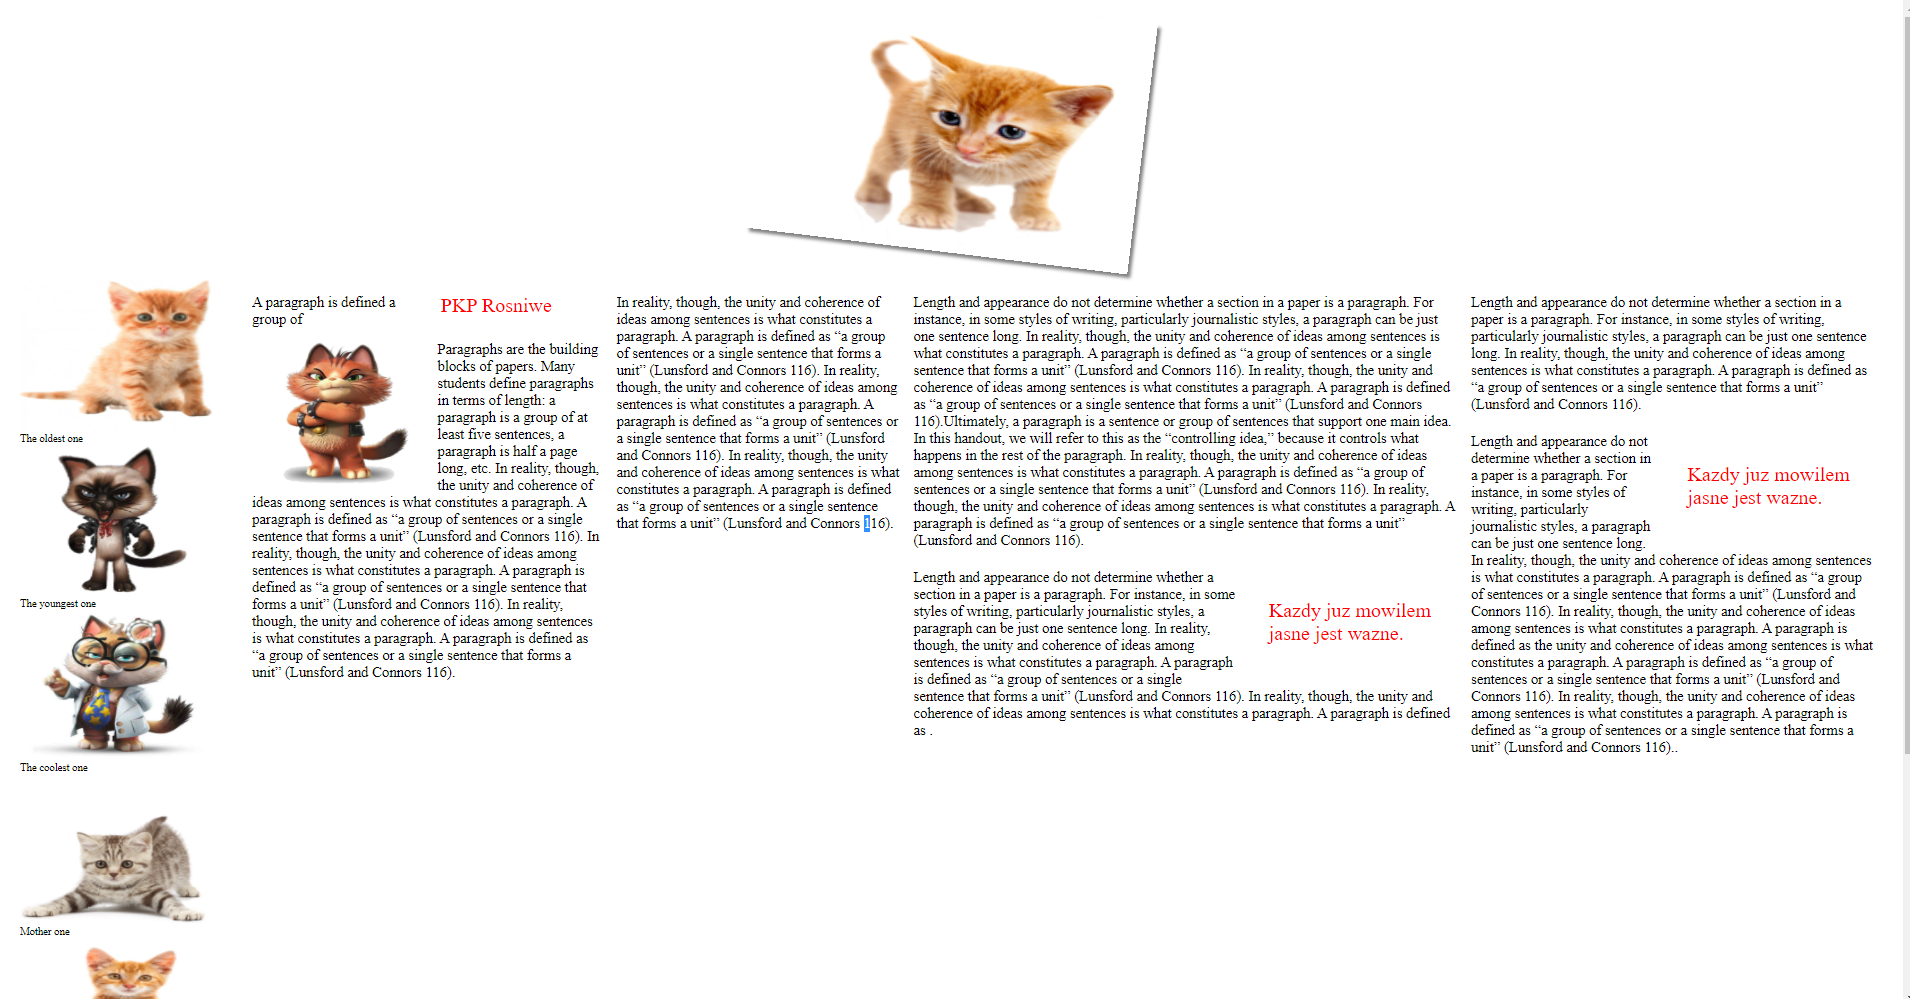 The oldest one
The youngest one
The coolest one
Mother one
A paragraph is defined a
group of
PKP Rosniwe
Paragraphs are the building
blocks of papers. Many
students define paragraphs
in terms of length: a
paragraph is a group of at
least five sentences, a
paragraph is half a page
long, etc. In reality, though,
the unity and coherence of
ideas among sentences is what constitutes a paragraph. A
paragraph is defined as “a group of sentences or a single
sentence that forms a unit” (Lunsford and Connors 116). In
reality, though, the unity and coherence of ideas among
sentences is what constitutes a paragraph. A paragraph is
defined as “a group of sentences or a single sentence that
forms a unit” (Lunsford and Connors 116). In reality,
though, the unity and coherence of ideas among sentences
is what constitutes a paragraph. A paragraph is defined as
“a group of sentences or a single sentence that forms a
unit” (Lunsford and Connors 116).
In reality, though, the unity and coherence of
ideas among sentences is what constitutes a
paragraph. A paragraph is defined as “a group
of sentences or a single sentence that forms a
unit” (Lunsford and Connors 116). In reality,
though, the unity and coherence of ideas among
sentences is what constitutes a paragraph. A
paragraph is defined as “a group of sentences or
a single sentence that forms a unit” (Lunsford
and Connors 116). In reality, though, the unity
and coherence of ideas among sentences is what
constitutes a paragraph. A paragraph is defined
as “a group of sentences or a single sentence
that forms a unit” (Lunsford and Connors 116).
Length and appearance do not determine whether a section in a paper is a paragraph. For
instance, in some styles of writing, particularly journalistic styles, a paragraph can be just
one sentence long. In reality, though, the unity and coherence of ideas among sentences is
what constitutes a paragraph. A paragraph is defined as “a group of sentences or a single
sentence that forms a unit” (Lunsford and Connors 116). In reality, though, the unity and
coherence of ideas among sentences is what constitutes a paragraph. A paragraph is defined
as “a group of sentences or a single sentence that forms a unit” (Lunsford and Connors
116).Ultimately, a paragraph is a sentence or group of sentences that support one main idea.
In this handout, we will refer to this as the “controlling idea,” because it controls what
happens in the rest of the paragraph. In reality, though, the unity and coherence of ideas
among sentences is what constitutes a paragraph. A paragraph is defined as “a group of
sentences or a single sentence that forms a unit” (Lunsford and Connors 116). In reality,
though, the unity and coherence of ideas among sentences is what constitutes a paragraph. A
paragraph is defined as “a group of sentences or a single sentence that forms a unit”
(Lunsford and Connors 116).
Length and appearance do not determine whether a
section in a paper is a paragraph. For instance, in some
styles of writing, particularly journalistic styles, a
paragraph can be just one sentence long. In reality,
though, the unity and coherence of ideas among
sentences is what constitutes a paragraph. A paragraph
is defined as “a group of sentences or a single
sentence that forms a unit” (Lunsford and Connors 116). In reality, though, the unity and
coherence of ideas among sentences is what constitutes a paragraph. A paragraph is defined
as .
Kazdy juz mowilem
jasne jest wazne.
Length and appearance do not determine whether a section in a
paper is a paragraph. For instance, in some styles of writing,
particularly journalistic styles, a paragraph can be just one sentence
long. In reality, though, the unity and coherence of ideas among
sentences is what constitutes a paragraph. A paragraph is defined as
“a group of sentences or a single sentence that forms a unit”
(Lunsford and Connors 116).
Length and appearance do not
determine whether a section in
a paper is a paragraph. For
instance, in some styles of
writing, particularly
journalistic styles, a paragraph
can be just one sentence long.
Kazdy juz mowilem
jasne jest wazne.
In reality, though, the unity and coherence of ideas among sentences
is what constitutes a paragraph. A paragraph is defined as “a group
of sentences or a single sentence that forms a unit” (Lunsford and
Connors 116). In reality, though, the unity and coherence of ideas
among sentences is what constitutes a paragraph. A paragraph is
defined as the unity and coherence of ideas among sentences is what
constitutes a paragraph. A paragraph is defined as “a group of
sentences or a single sentence that forms a unit” (Lunsford and
Connors 116). In reality, though, the unity and coherence of ideas
among sentences is what constitutes a paragraph. A paragraph is
defined as “a group of sentences or a single sentence that forms a
unit” (Lunsford and Connors 116)..